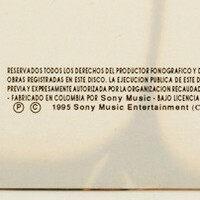 RESERVADOS TODOS LOS DERECHOS DEL PRODUCTOR FONOGRAFICO Y D
OBRAS REGISTRADAS EN ESTE DISCO. LA EJECUCION PUBLICA DE ESTE D
PREVIA Y EXPRESAMENTE AUTORIZADA POR LA ORGANIZACION RECAUDAD
- FABRICADO EN COLOMBIA POR Sony Music - BAJO LICENCIA
Ⓟ © 1995 Sony Music Entertainment (C